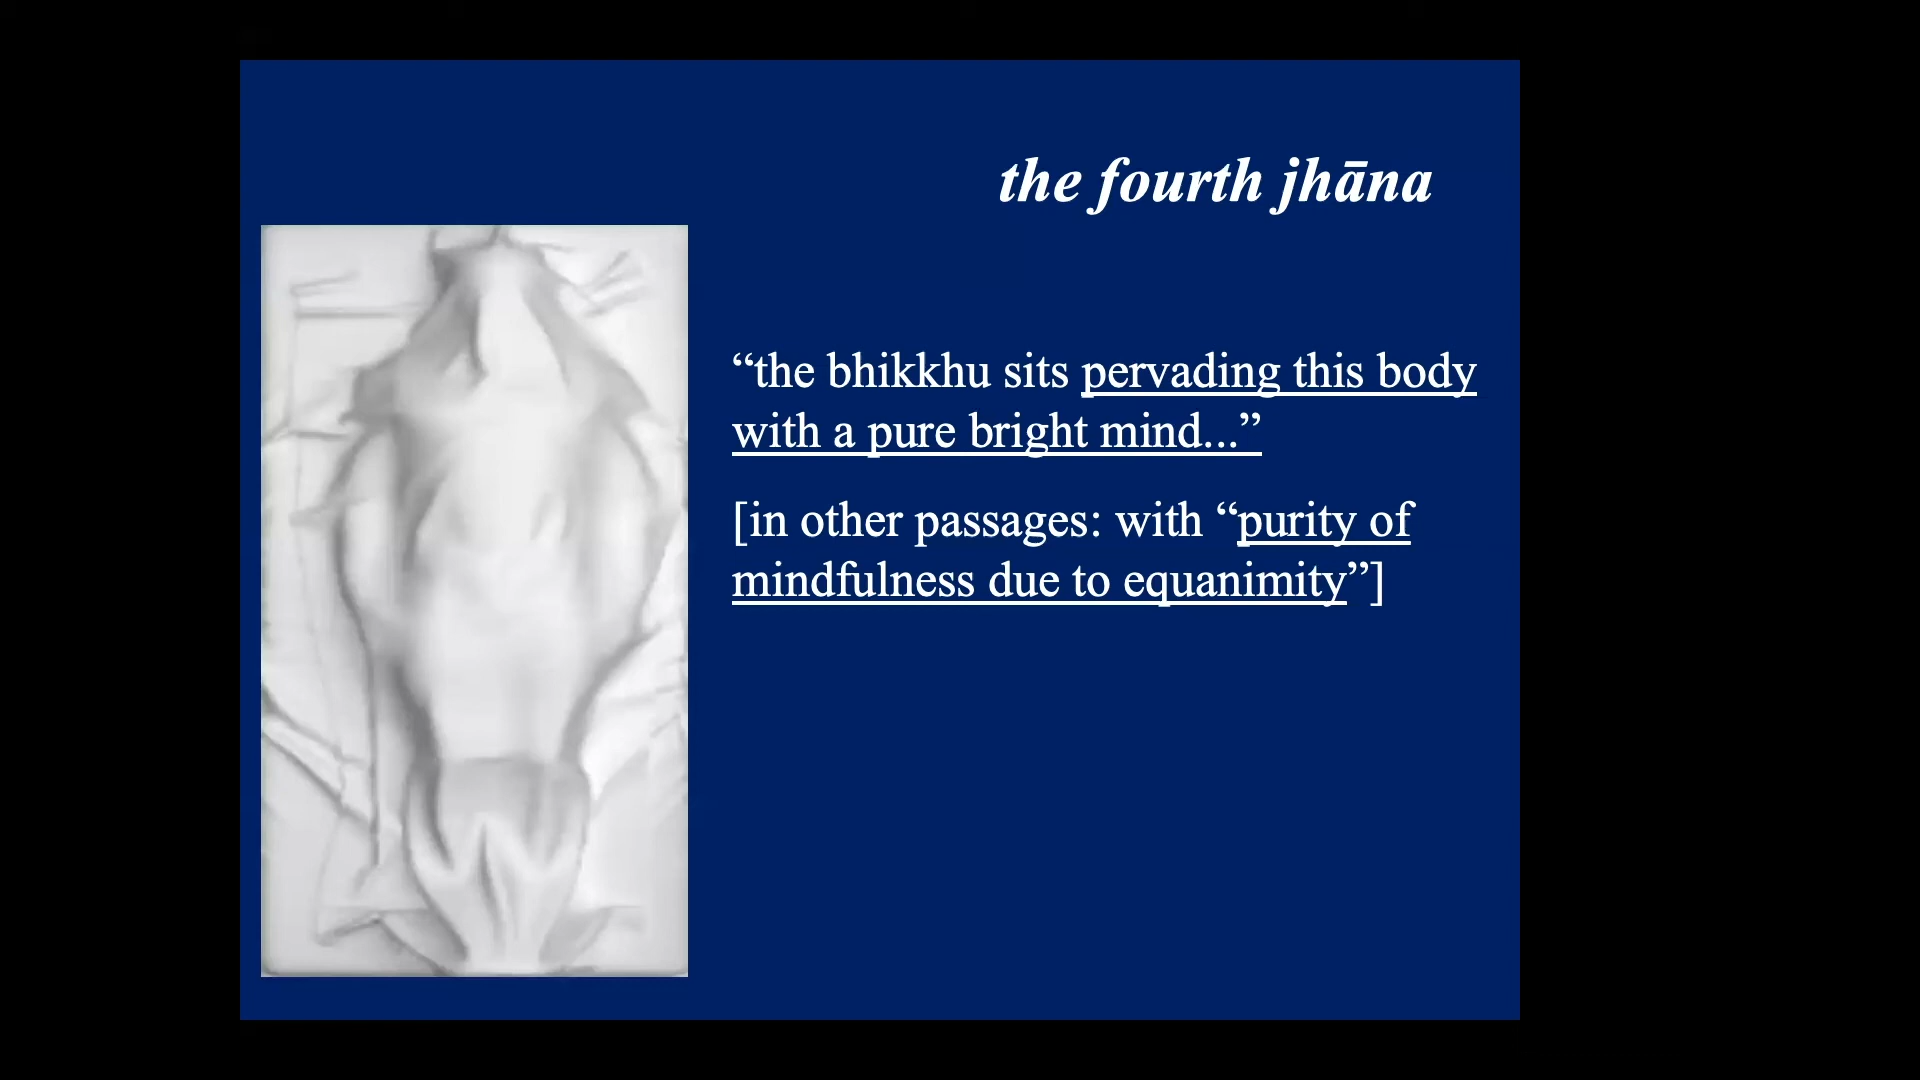 the fourth jhāna
“the bhikkhu sits pervading this body
with a pure bright mind...”
[in other passages: with “purity of
mindfulness due to equanimity”]